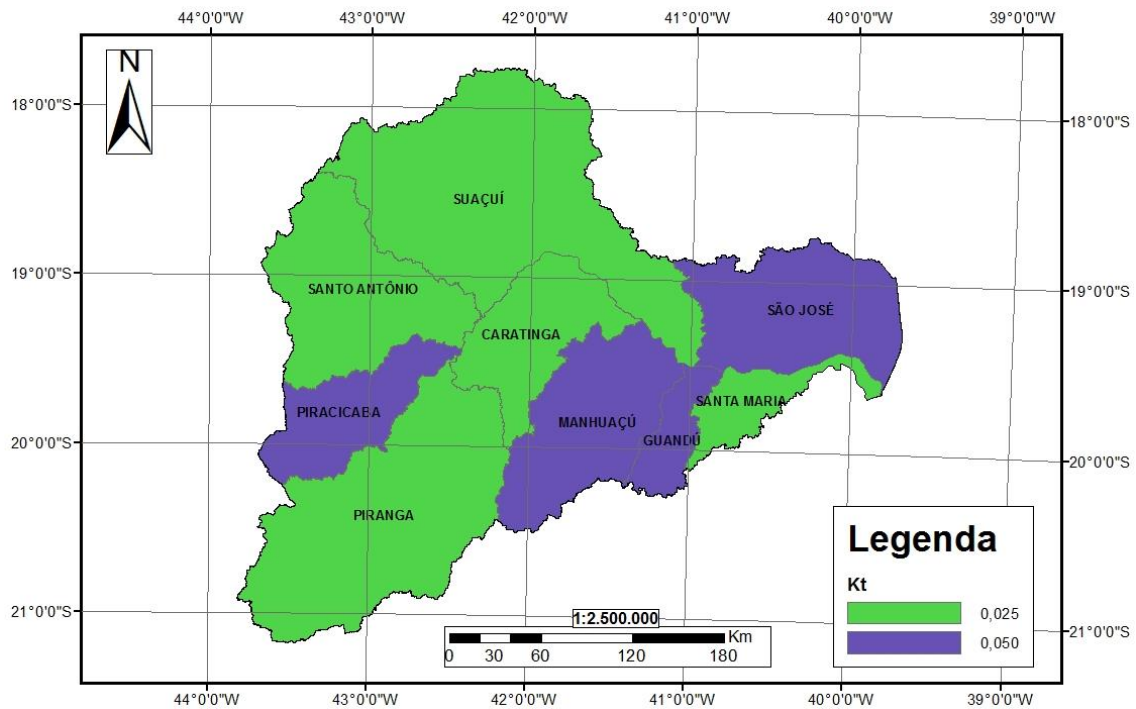 44°0'0"W 43°0'0"W 42°0'0"W 41°0'0"W 40°0'0"W 39°0'0"W
N
18°0'0"S 18°0'0"S
SUAÇUÍ
19°0'0"S 19°0'0"S
SANTO ANTÔNIO
SÃO JOSÉ
CARATINGA
SANTA MARIA
PIRACICABA
MANHUAÇÚ
GUANDÚ
20°0'0"S 20°0'0"S
PIRANGA
Legenda
Kt
0,025
0,050
21°0'0"S 21°0'0"S
1:2.500.000
Km
0 30 60 120 180
44°0'0"W 43°0'0"W 42°0'0"W 41°0'0"W 40°0'0"W 39°0'0"W